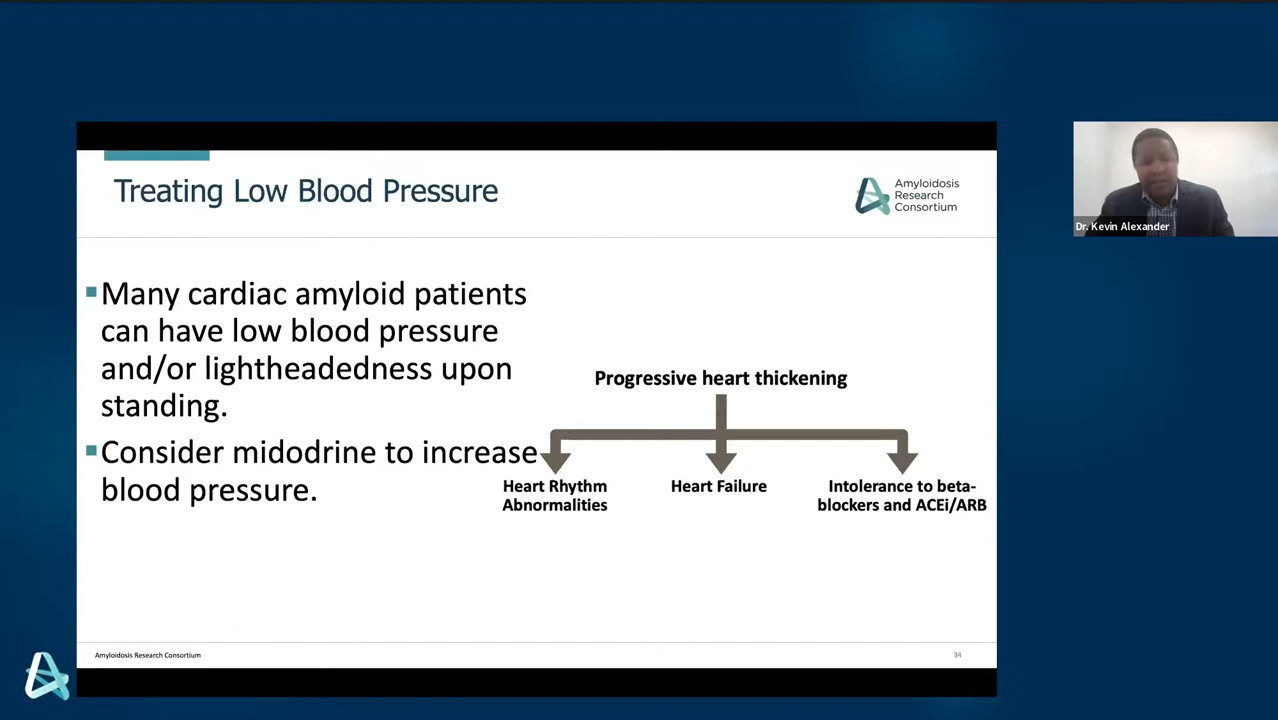 Treating Low Blood Pressure
Amyloidosis
Research
Consortium
▪Many cardiac amyloid patients
can have low blood pressure
and/or lightheadedness upon
standing.
▪Consider midodrine to increase
blood pressure.
Progressive heart thickening
Heart Rhythm
Abnormalities
Heart Failure
Intolerance to beta-
blockers and ACEi/ARB
Amyloidosis Research Consortium
34
Dr. Kevin Alexander